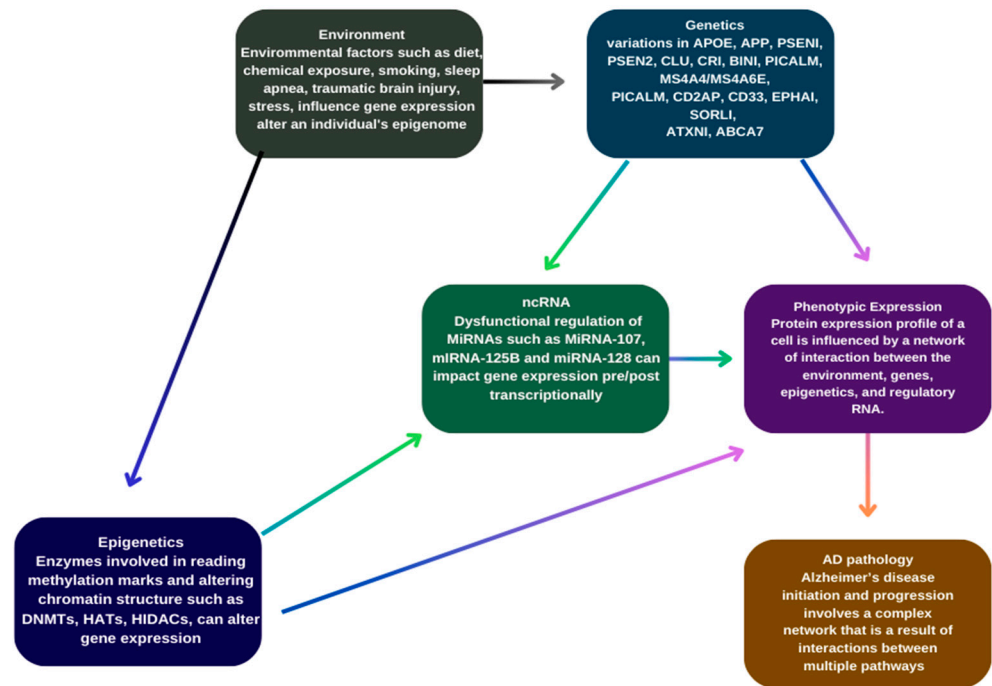 Environment
Envirommental factors such as diet,
chemical exposure, smoking, sleep
apnea, traumatic brain injury,
stress, influence gene expression
alter an individual's epigenome
Genetics
variations in APOE, APP, PSENI,
PSEN2, CLU, CRI, BINI, PICALM,
MS4A4/MS4A6E,
PICALM, CD2AP, CD33, EPHAI,
SORLI,
ATXNI, ABCA7
ncRNA
Dysfunctional regulation of
MiRNAs such as MiRNA-107,
mIRNA-125B and miRNA-128 can
impact gene expression pre/post
transcriptionally
Phenotypic Expression
Protein expression profile of a
cell is influenced by a network
of interaction between the
environment, genes,
epigenetics, and regulatory
RNA.
Epigenetics
Enzymes involved in reading
methylation marks and altering
chromatin structure such as
DNMTs, HATs, HIDACs, can alter
gene expression
AD pathology
Alzheimer's disease
initiation and progression
involves a complex
network that is a result of
interactions between
multiple pathways